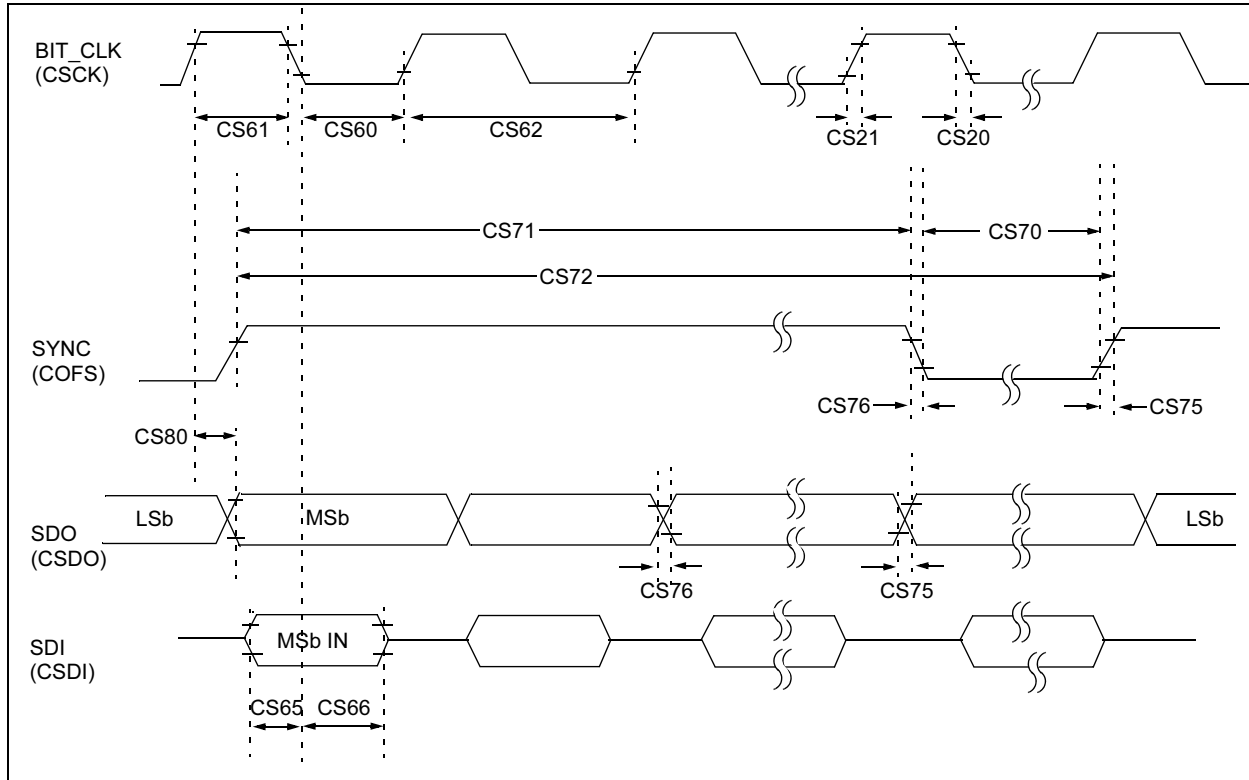 BIT_CLK
(CSCK)
CS61
CS60
CS62
CS21
CS20
CS71
CS70
CS72
SYNC
(COFS)
CS76
CS75
CS80
LSb
MSb
LSb
SDO
(CSDO)
CS76
CS75
SDI
(CSDI)
MSb IN
CS65
CS66